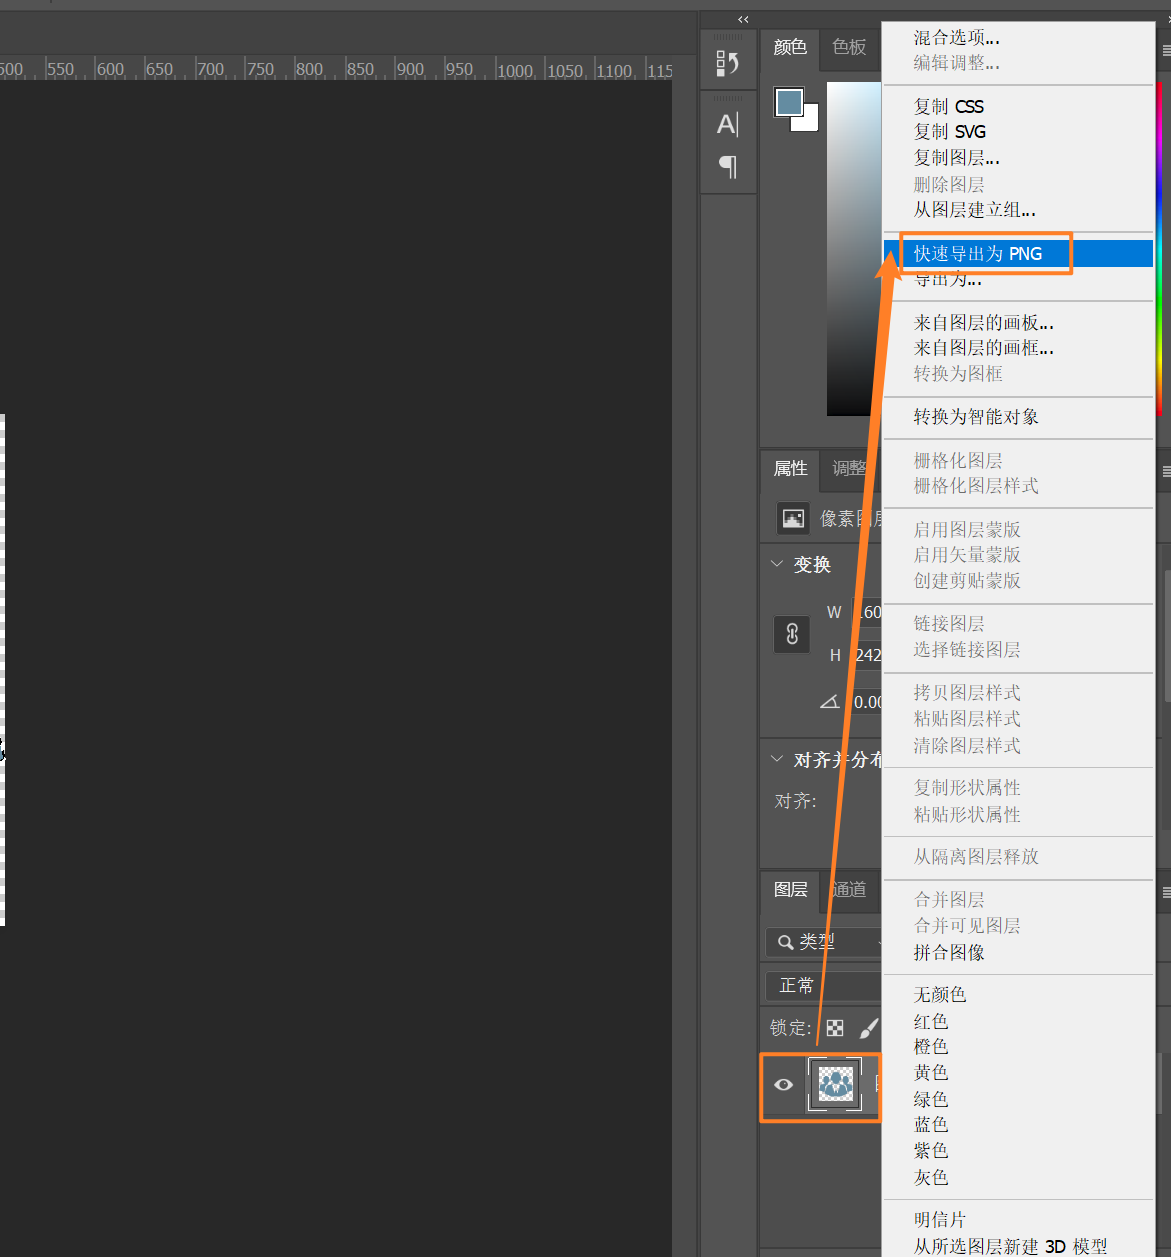 500 550 600 650 700 750 800 850 900 950 1000 1050 1100 115
颜色 色板
属性 调整
像素图层
变换
W 160
H 242
0.00
对齐并分布
对齐:
图层 通道
类型
正常
锁定:
混合选项...
编辑调整...
复制 CSS
复制 SVG
复制图层...
删除图层
从图层建立组...
快速导出为 PNG
导出为...
来自图层的画板...
来自图层的画框...
转换为图框
转换为智能对象
栅格化图层
栅格化图层样式
启用图层蒙版
启用矢量蒙版
创建剪贴蒙版
链接图层
选择链接图层
拷贝图层样式
粘贴图层样式
清除图层样式
复制形状属性
粘贴形状属性
从隔离图层释放
合并图层
合并可见图层
拼合图像
无颜色
红色
橙色
黄色
绿色
蓝色
紫色
灰色
明信片
从所选图层新建 3D 模型